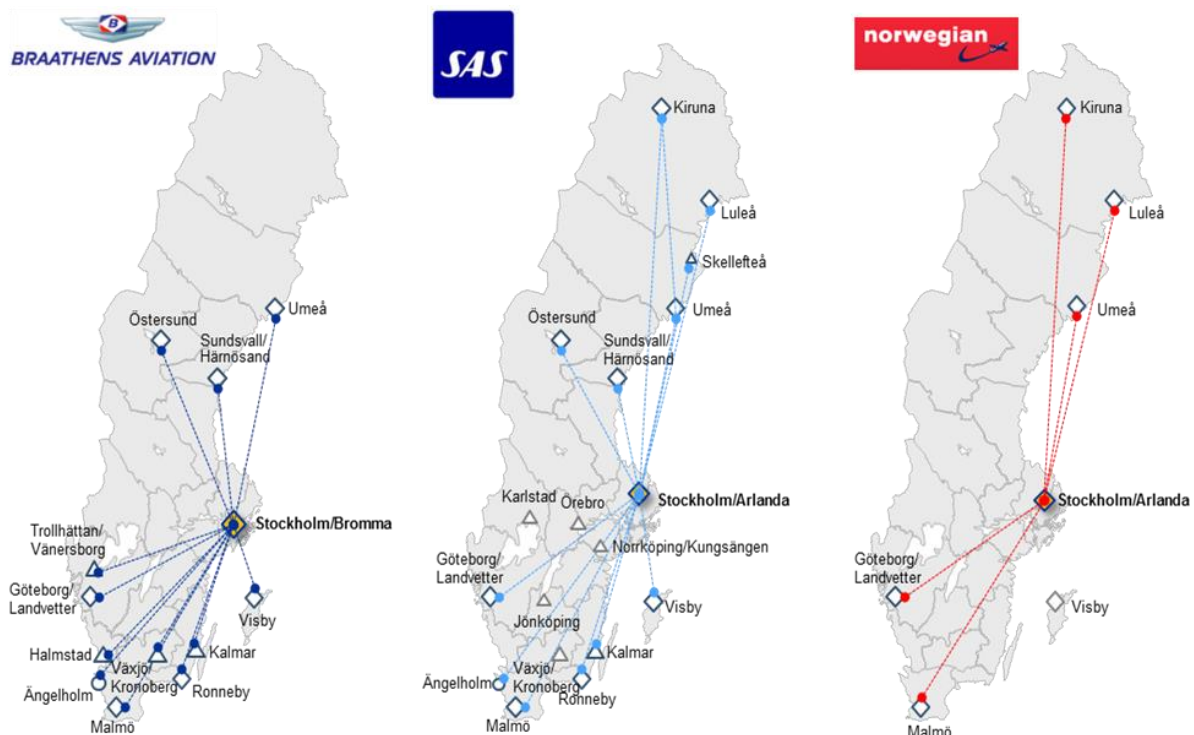 B
BRAATHENS AVIATION
Östersund
Umeå
Sundsvall/
Härnösand
Stockholm/Bromma
Trollhättan/
Vänersborg
Göteborg/
Landvetter
Visby
Halmstad
Växjö/
Kronoberg
Kalmar
Ängelholm
Ronneby
Malmö
SAS
Kiruna
Luleå
Skellefteå
Umeå
Östersund
Sundsvall/
Härnösand
Stockholm/Arlanda
Karlstad
Örebro
Norrköping/Kungsängen
Göteborg/
Landvetter
Jönköping
Visby
Kalmar
Växjö/
Kronoberg
Ängelholm
Ronneby
Malmö
norwegian
Kiruna
Luleå
Umeå
Stockholm/Arlanda
Göteborg/
Landvetter
Visby
Malmö